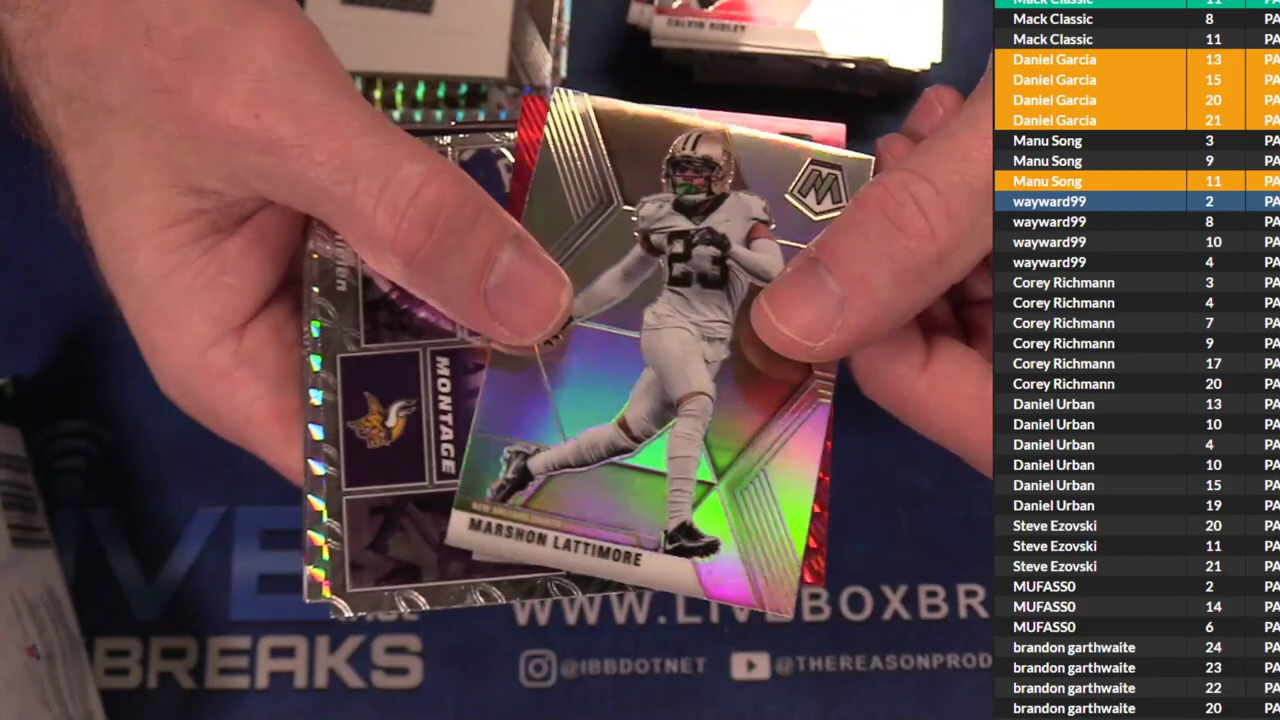 CALVIN RIDLEY
M
23
MONTAGE
MARSHON LATTIMORE
LIVE
BREAKS
WWW.LIVEBOXBR
@IBBDOTNET
@THEREASONPROD
Mack Classic 11 PA
Mack Classic 8 PA
Mack Classic 11 PA
Daniel Garcia 13 PA
Daniel Garcia 15 PA
Daniel Garcia 20 PA
Daniel Garcia 21 PA
Manu Song 3 PA
Manu Song 9 PA
Manu Song 11 PA
wayward99 2 PA
wayward99 8 PA
wayward99 10 PA
wayward99 4 PA
Corey Richmann 3 PA
Corey Richmann 4 PA
Corey Richmann 7 PA
Corey Richmann 9 PA
Corey Richmann 17 PA
Corey Richmann 20 PA
Daniel Urban 13 PA
Daniel Urban 10 PA
Daniel Urban 4 PA
Daniel Urban 10 PA
Daniel Urban 15 PA
Daniel Urban 19 PA
Steve Ezovski 20 PA
Steve Ezovski 11 PA
Steve Ezovski 21 PA
MUFASS0 2 PA
MUFASS0 14 PA
MUFASS0 6 PA
brandon garthwaite 24 PA
brandon garthwaite 23 PA
brandon garthwaite 22 PA
brandon garthwaite 20 PA